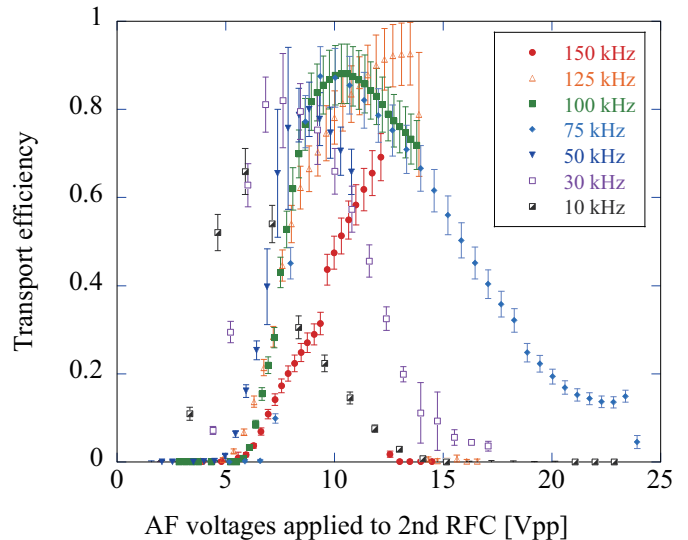 1
0.8
0.6
0.4
0.2
0
Transport efficiency
150 kHz
125 kHz
100 kHz
75 kHz
50 kHz
30 kHz
10 kHz
0 5 10 15 20 25
AF voltages applied to 2nd RFC [Vpp]